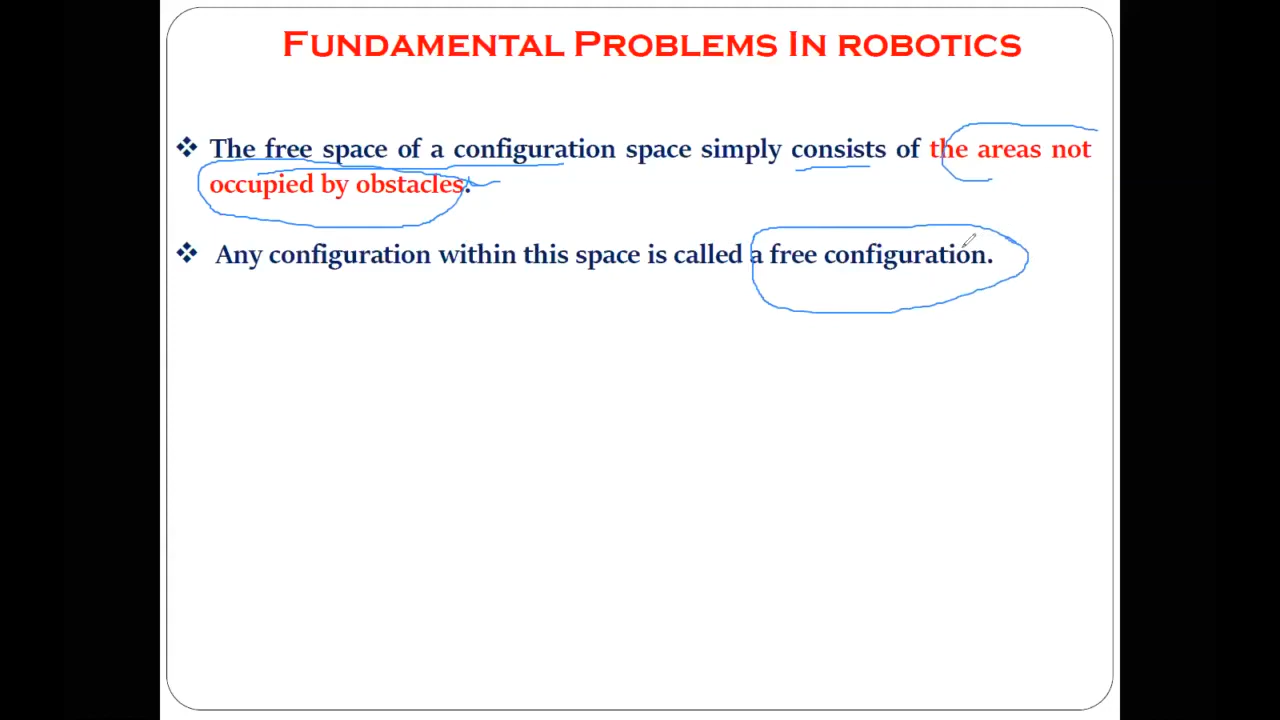 FUNDAMENTAL PROBLEMS IN ROBOTICS
❖ The free space of a configuration space simply consists of the areas not
occupied by obstacles.
❖ Any configuration within this space is called a free configuration.